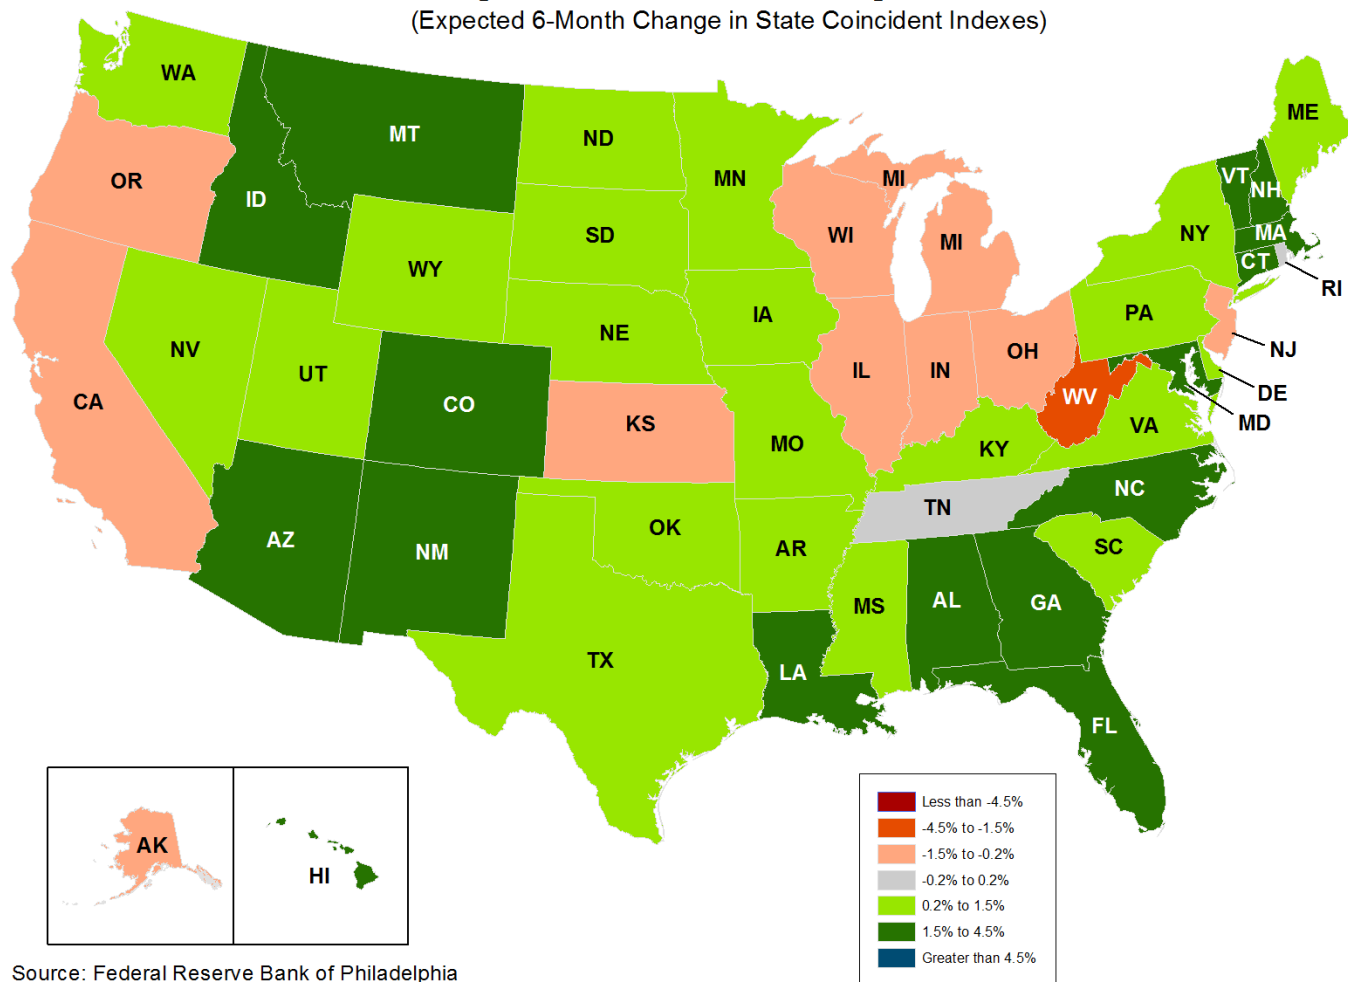 (Expected 6-Month Change in State Coincident Indexes)
WA
MT
ND
MN
ME
OR
ID
SD
WI
MI
MI
VT
NH
NY
MA
CT
RI
WY
NV
UT
NE
IA
PA
NJ
CA
CO
KS
MO
IL
IN
OH
WV
DE
MD
VA
KY
AZ
NM
OK
AR
TN
NC
SC
TX
LA
MS
AL
GA
FL
AK
HI
Less than -4.5%
-4.5% to -1.5%
-1.5% to -0.2%
-0.2% to 0.2%
0.2% to 1.5%
1.5% to 4.5%
Greater than 4.5%
Source: Federal Reserve Bank of Philadelphia